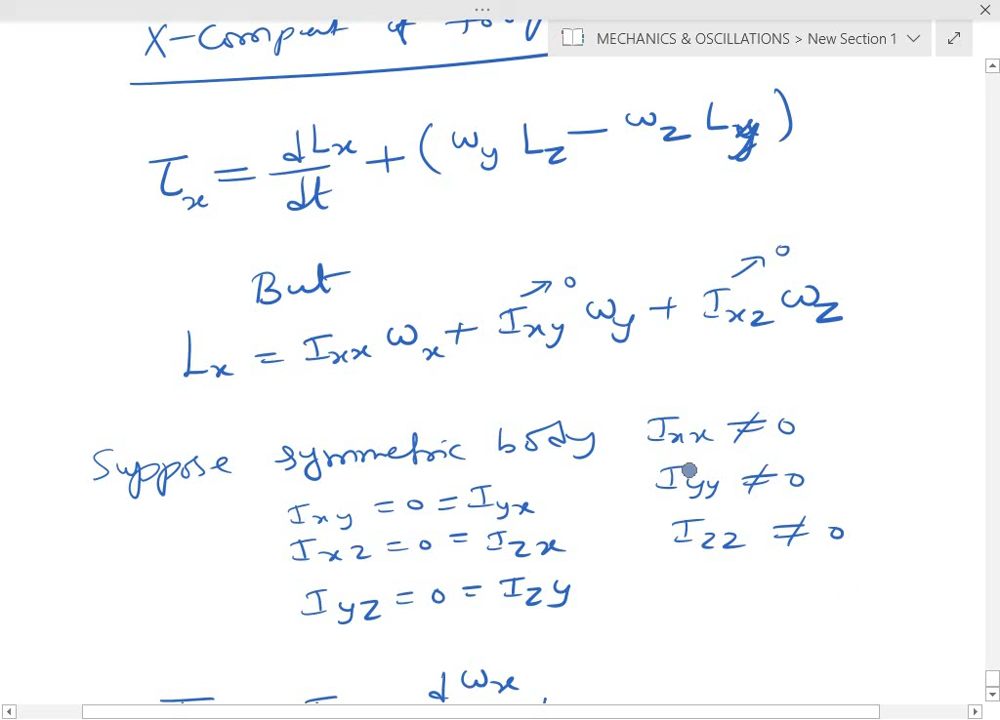 MECHANICS & OSCILLATIONS > New Section 1
X-Comp
τx = dLx/dt + (ωy Lz − ωz Ly)
But
Lx = Ixx ωx + Ixy↗0 ωy + Ixz↗0 ωz
Suppose symmetric body Ixx ≠ 0
Ixy = 0 = Iyx Iyy ≠ 0
Ixz = 0 = Izx Izz ≠ 0
Iyz = 0 = Izy
dωx